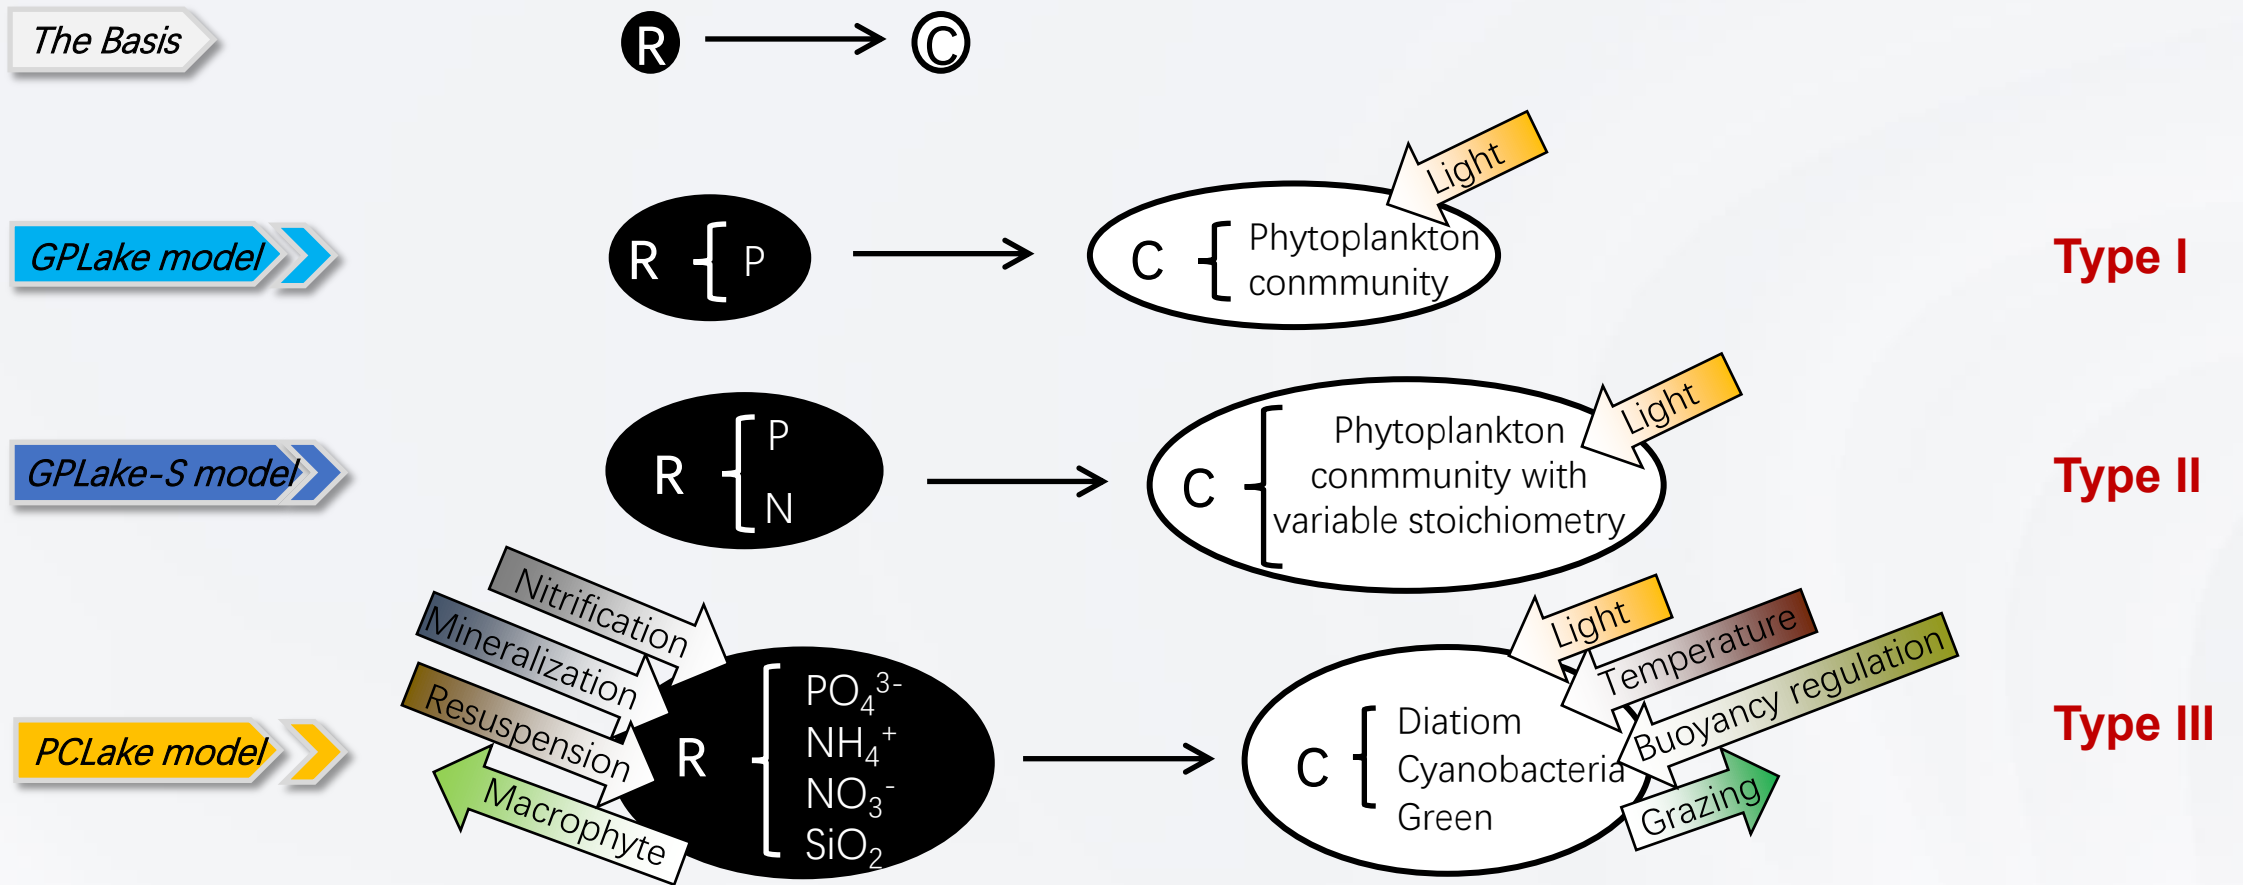 The Basis
R
C
GPLake model
R { P
C { Phytoplankton
conmmunity
Light
Type I
GPLake-S model
R { P
N
C { Phytoplankton
conmmunity with
variable stoichiometry
Light
Type II
PCLake model
Nitrification
Mineralization
Resuspension
Macrophyte
R { PO₄³⁻
NH₄⁺
NO₃⁻
SiO₂
C { Diatiom
Cyanobacteria
Green
Light
Temperature
Buoyancy regulation
Grazing
Type III